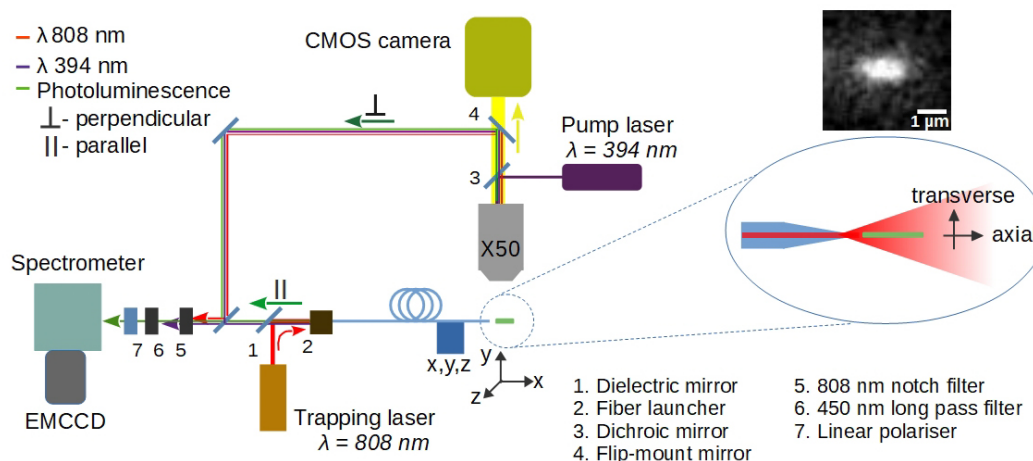 λ 808 nm
λ 394 nm
Photoluminescence
⊥- perpendicular
||- parallel
CMOS camera
4
⊥
Pump laser
λ = 394 nm
3
X50
1 µm
transverse
axia
Spectrometer
||
7 6 5
1
2
x,y,z
y
z
x
EMCCD
Trapping laser
λ = 808 nm
1. Dielectric mirror
2. Fiber launcher
3. Dichroic mirror
4. Flip-mount mirror
5. 808 nm notch filter
6. 450 nm long pass filter
7. Linear polariser